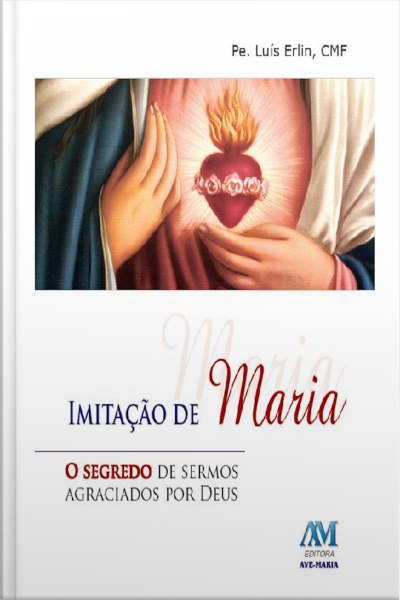 Pe. Luís Erlin, CMF
Maria
IMITAÇÃO DE Maria
O SEGREDO DE SERMOS
AGRACIADOS POR DEUS
AM
EDITORA
AVE-MARIA